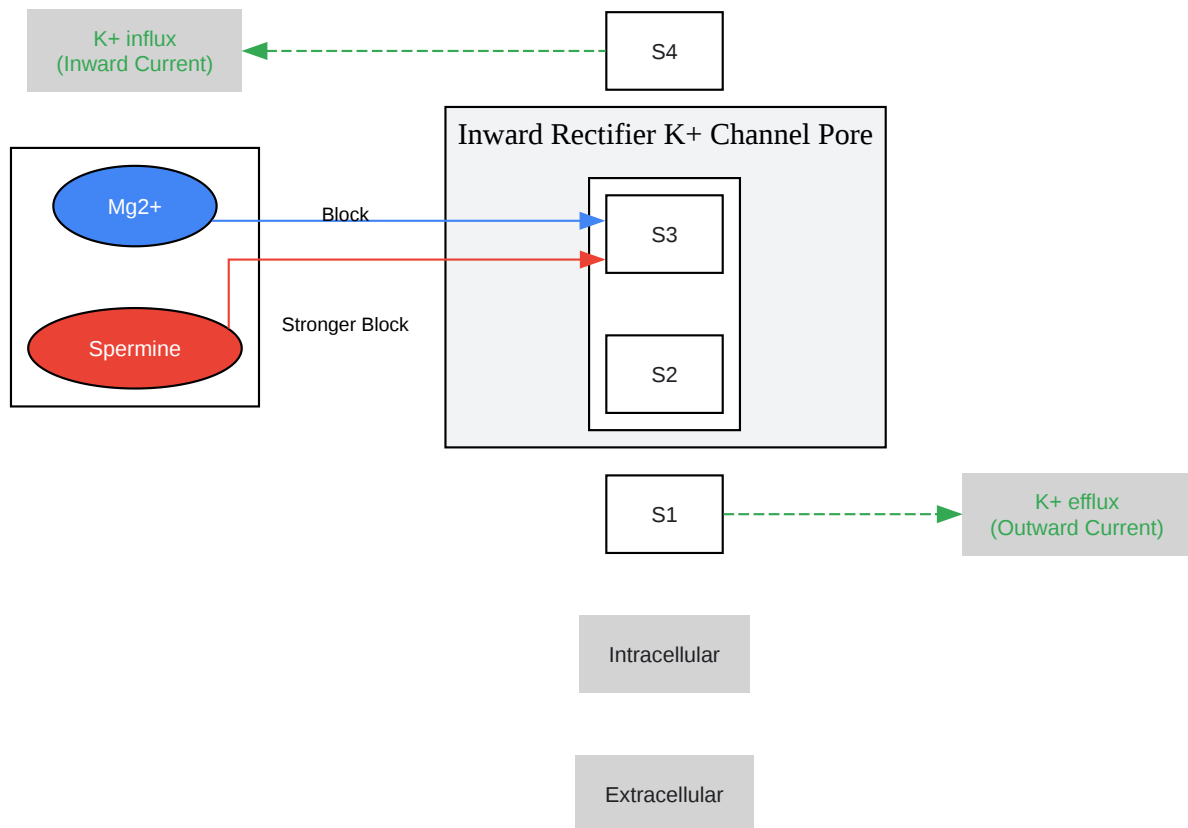 K+ influx
(Inward Current)
S4
Inward Rectifier K+ Channel Pore
Mg2+
Block
S3
Stronger Block
Spermine
S2
S1
K+ efflux
(Outward Current)
Intracellular
Extracellular